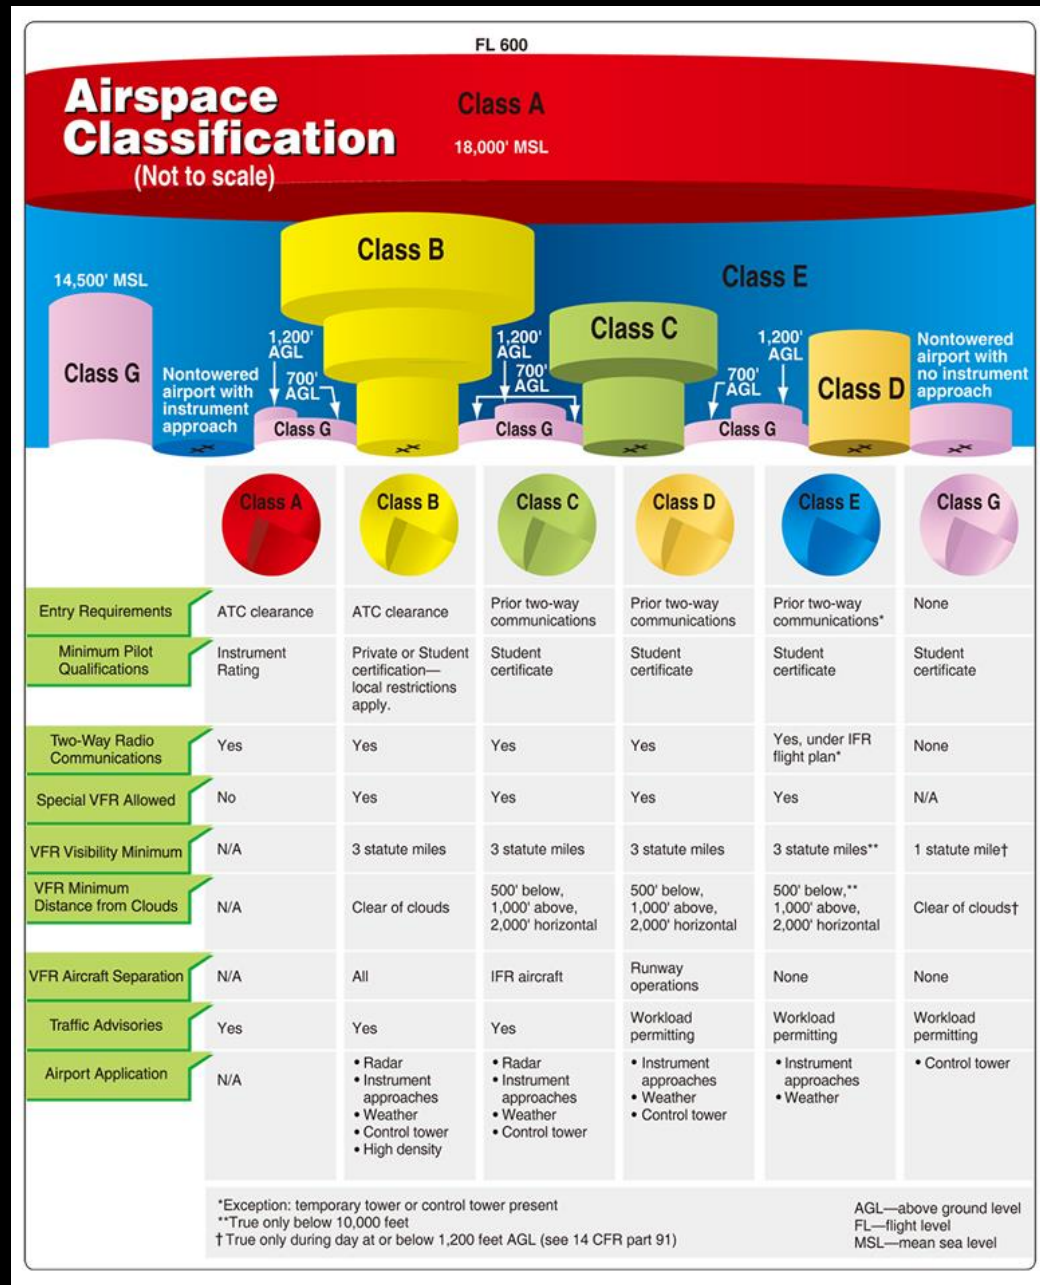 FL 600
Airspace
Classification
(Not to scale)
Class A
18,000' MSL
Class B
Class E
14,500' MSL
Class C
1,200'
AGL
1,200'
AGL
1,200'
AGL
Nontowered
airport with
no instrument
approach
Class G
Nontowered
airport with
instrument
approach
700'
AGL
700'
AGL
700'
AGL
Class D
Class G
Class G
Class G
Class A
Class B
Class C
Class D
Class E
Class G
Entry Requirements
ATC clearance
ATC clearance
Prior two-way
communications
Prior two-way
communications
Prior two-way
communications*
None
Minimum Pilot
Qualifications
Instrument
Rating
Private or Student
certification—
local restrictions
apply.
Student
certificate
Student
certificate
Student
certificate
Student
certificate
Two-Way Radio
Communications
Yes
Yes
Yes
Yes
Yes, under IFR
flight plan*
None
Special VFR Allowed
No
Yes
Yes
Yes
Yes
N/A
VFR Visibility Minimum
N/A
3 statute miles
3 statute miles
3 statute miles
3 statute miles**
1 statute mile†
VFR Minimum
Distance from Clouds
N/A
Clear of clouds
500' below,
1,000' above,
2,000' horizontal
500' below,
1,000' above,
2,000' horizontal
500' below,**
1,000' above,
2,000' horizontal
Clear of clouds†
VFR Aircraft Separation
N/A
All
IFR aircraft
Runway
operations
None
None
Traffic Advisories
Yes
Yes
Yes
Workload
permitting
Workload
permitting
Workload
permitting
Airport Application
N/A
• Radar
• Instrument
approaches
• Weather
• Control tower
• High density
• Radar
• Instrument
approaches
• Weather
• Control tower
• Instrument
approaches
• Weather
• Control tower
• Instrument
approaches
• Weather
• Control tower
*Exception: temporary tower or control tower present
**True only below 10,000 feet
† True only during day at or below 1,200 feet AGL (see 14 CFR part 91)
AGL—above ground level
FL—flight level
MSL—mean sea level